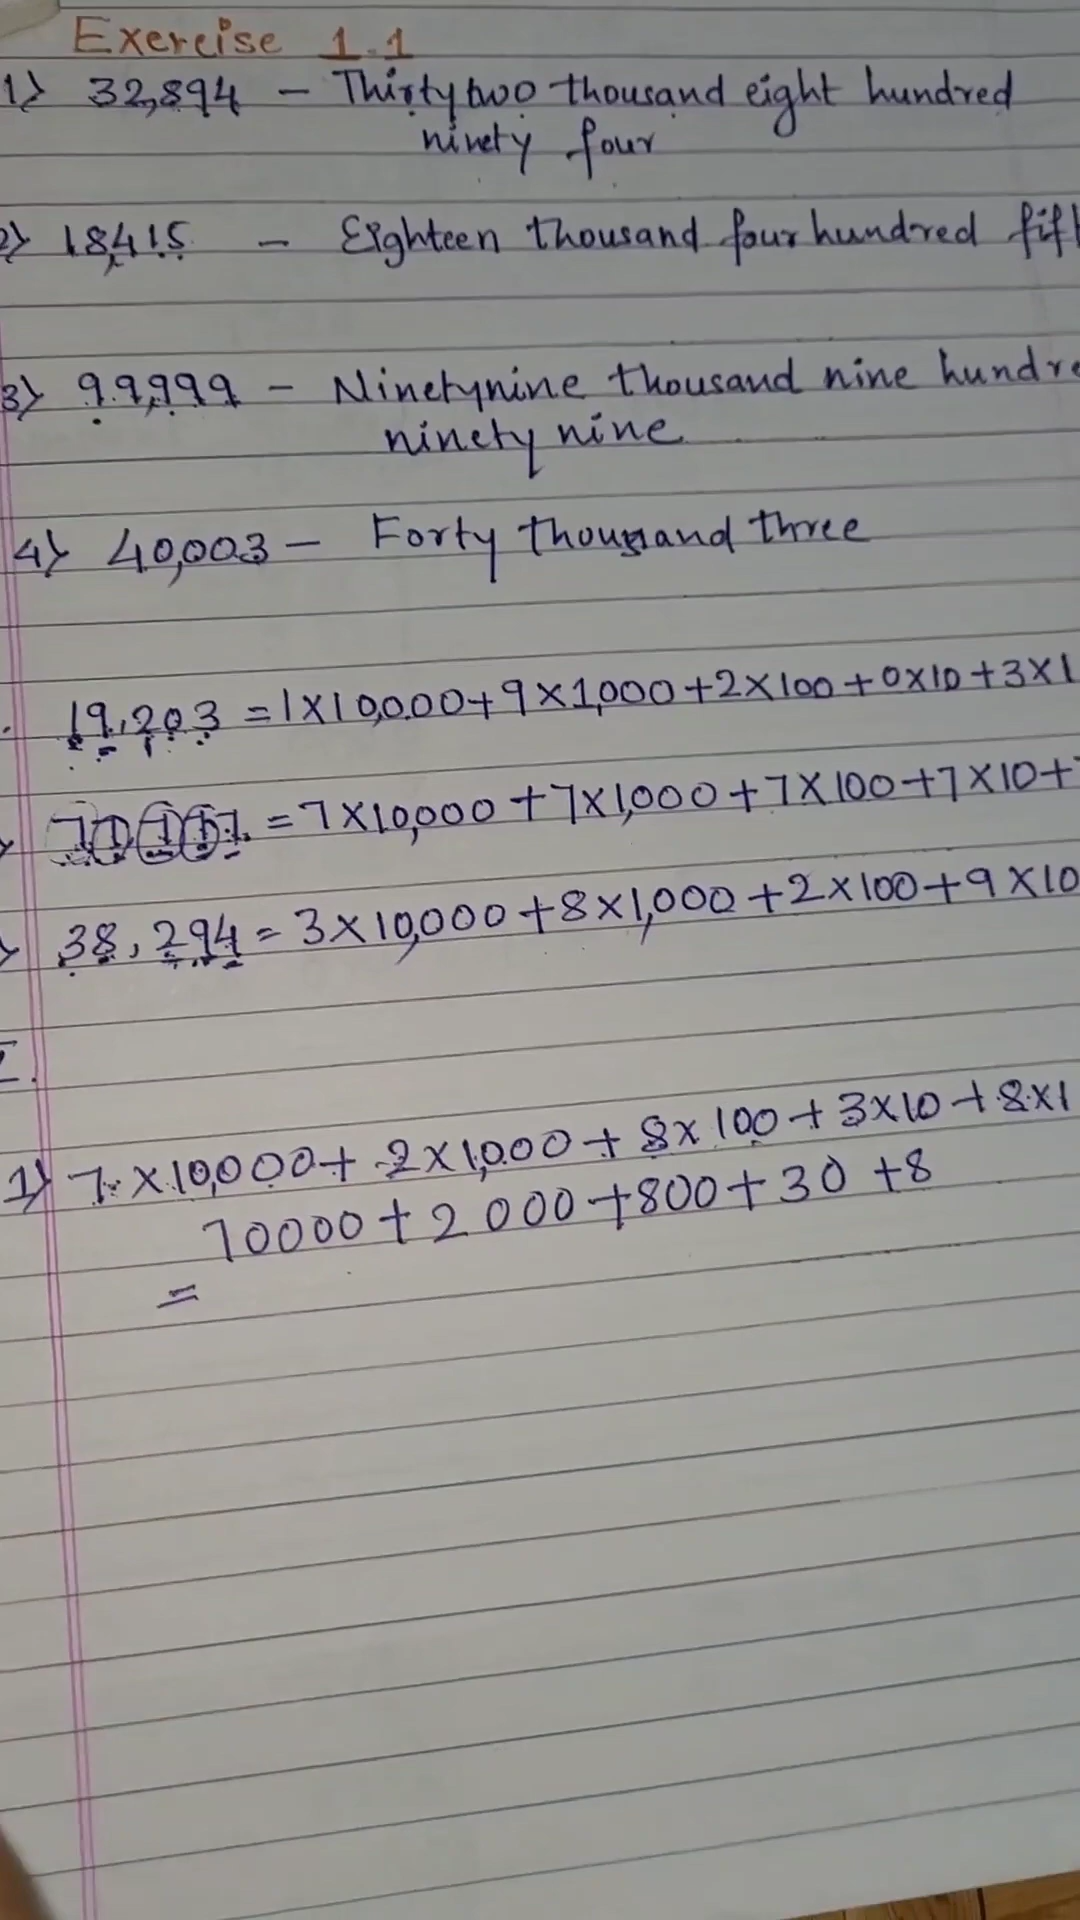 Exercise 1.1
1) 32,894 - Thirtytwo thousand eight hundred
ninety four
2) 18,415 - Eighteen thousand four hundred
3) 99,999 - Ninetynine thousand nine hundre
ninety nine
4) 40,003 - Forty thousand three
19,203 = 1×10,000+9×1,000+2×100+0×10+3×1
= 7×10,000+7×1,000+7×100+7×10+
38,294 = 3×10,000+8×1,000+2×100+9×10
1) 7×10,000+2×1,000+8×100+3×10+8×1
70000+2000+800+30+8
=